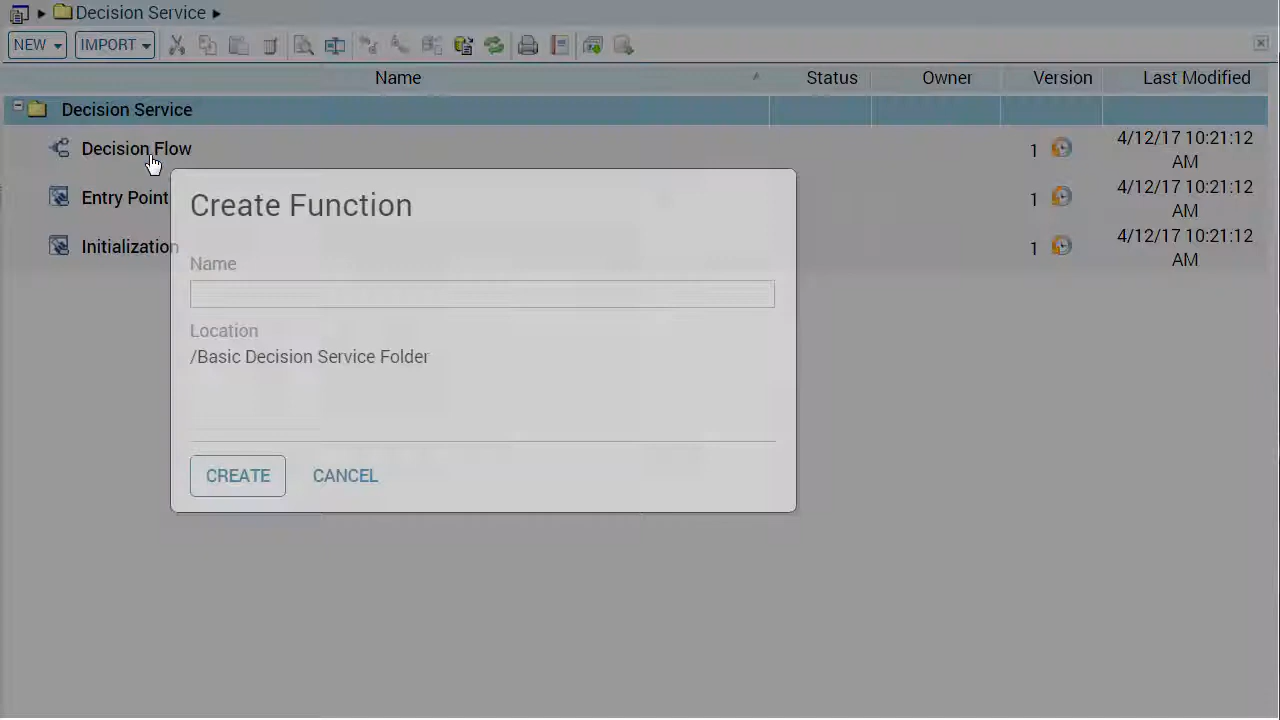 Decision Service
NEW IMPORT
Name Status Owner Version Last Modified
Decision Service
Decision Flow 1 4/12/17 10:21:12
AM
Entry Point 1 4/12/17 10:21:12
AM
Initialization 1 4/12/17 10:21:12
AM
Create Function
Name
Location
/Basic Decision Service Folder
CREATE CANCEL